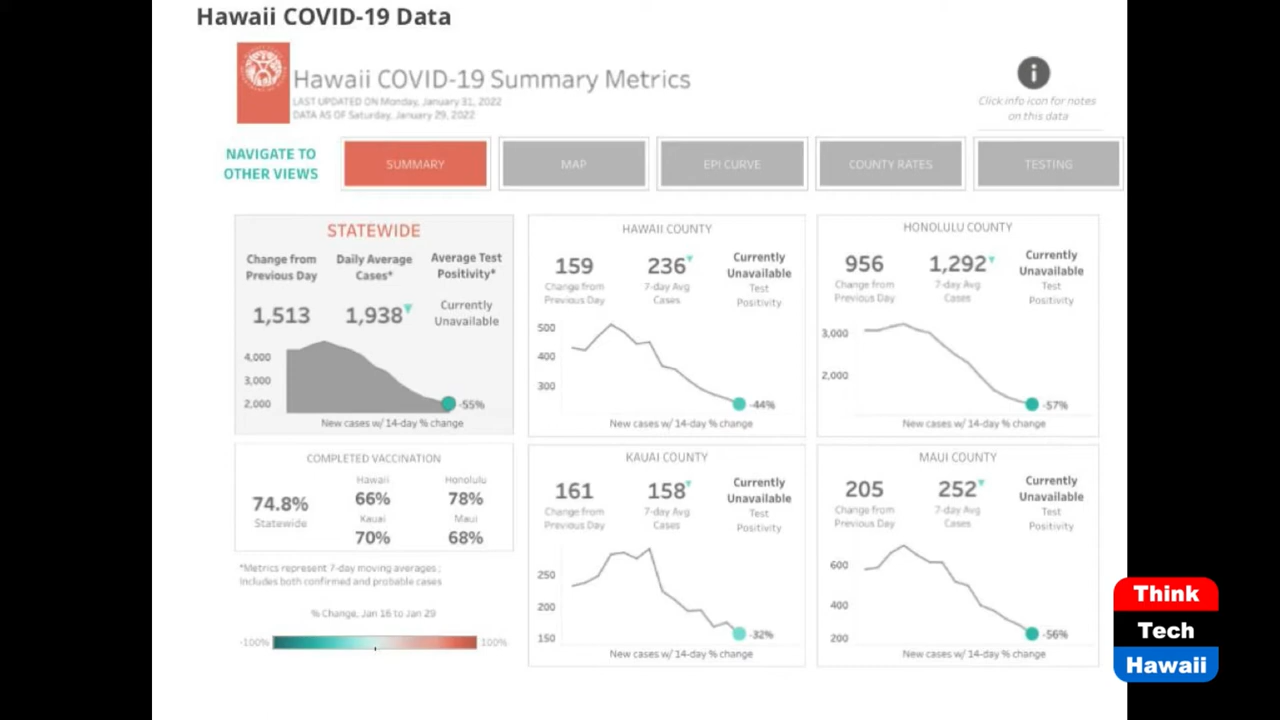 Hawaii COVID-19 Data
Hawaii COVID-19 Summary Metrics
LAST UPDATED ON Monday, January 31, 2022
DATA AS OF Saturday, January 29, 2022
Click info icon for notes
on this data
NAVIGATE TO
OTHER VIEWS
SUMMARY
MAP
EPI CURVE
COUNTY RATES
TESTING
STATEWIDE
Change from
Previous Day
Daily Average
Cases*
Average Test
Positivity*
1,513
1,938
Currently
Unavailable
4,000
3,000
2,000
-55%
New cases w/ 14-day % change
HAWAII COUNTY
159
Change from
Previous Day
236
7-day Avg
Cases
Currently
Unavailable
Test
Positivity
500
400
300
-44%
New cases w/ 14-day % change
HONOLULU COUNTY
956
Change from
Previous Day
1,292
7-day Avg
Cases
Currently
Unavailable
Test
Positivity
3,000
2,000
-57%
New cases w/ 14-day % change
COMPLETED VACCINATION
74.8%
Statewide
Hawaii
66%
Honolulu
78%
Kauai
70%
Maui
68%
*Metrics represent 7-day moving averages ;
includes both confirmed and probable cases
% Change, Jan 16 to Jan 29
-100%
100%
KAUAI COUNTY
161
Change from
Previous Day
158
7-day Avg
Cases
Currently
Unavailable
Test
Positivity
250
200
150
-32%
New cases w/ 14-day % change
MAUI COUNTY
205
Change from
Previous Day
252
7-day Avg
Cases
Currently
Unavailable
Test
Positivity
600
400
200
-56%
New cases w/ 14-day % change
Think
Tech
Hawaii